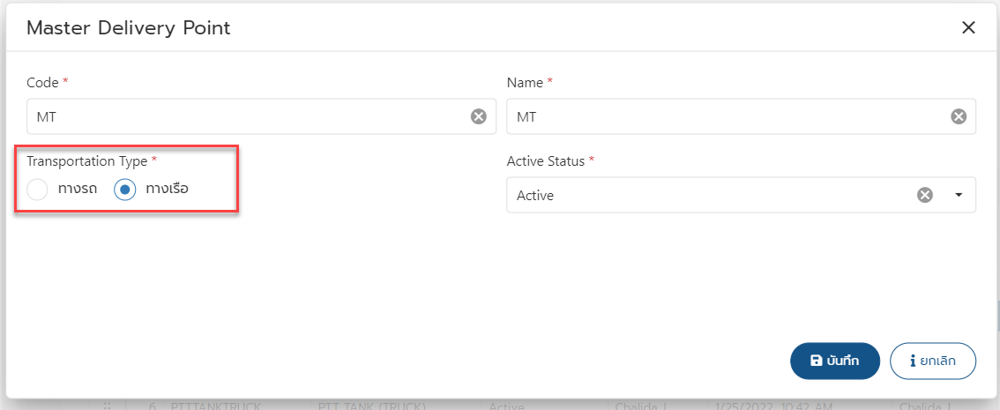 Master Delivery Point
Code * Name *
MT MT
Transportation Type * Active Status *
ทางรถ ทางเรือ Active
บันทึก ยกเลิก
6 PTTTANKTRUCK PTT TANK (TRUCK) Active Chalida J. 1/25/2022, 10:42 AM Chalida J.